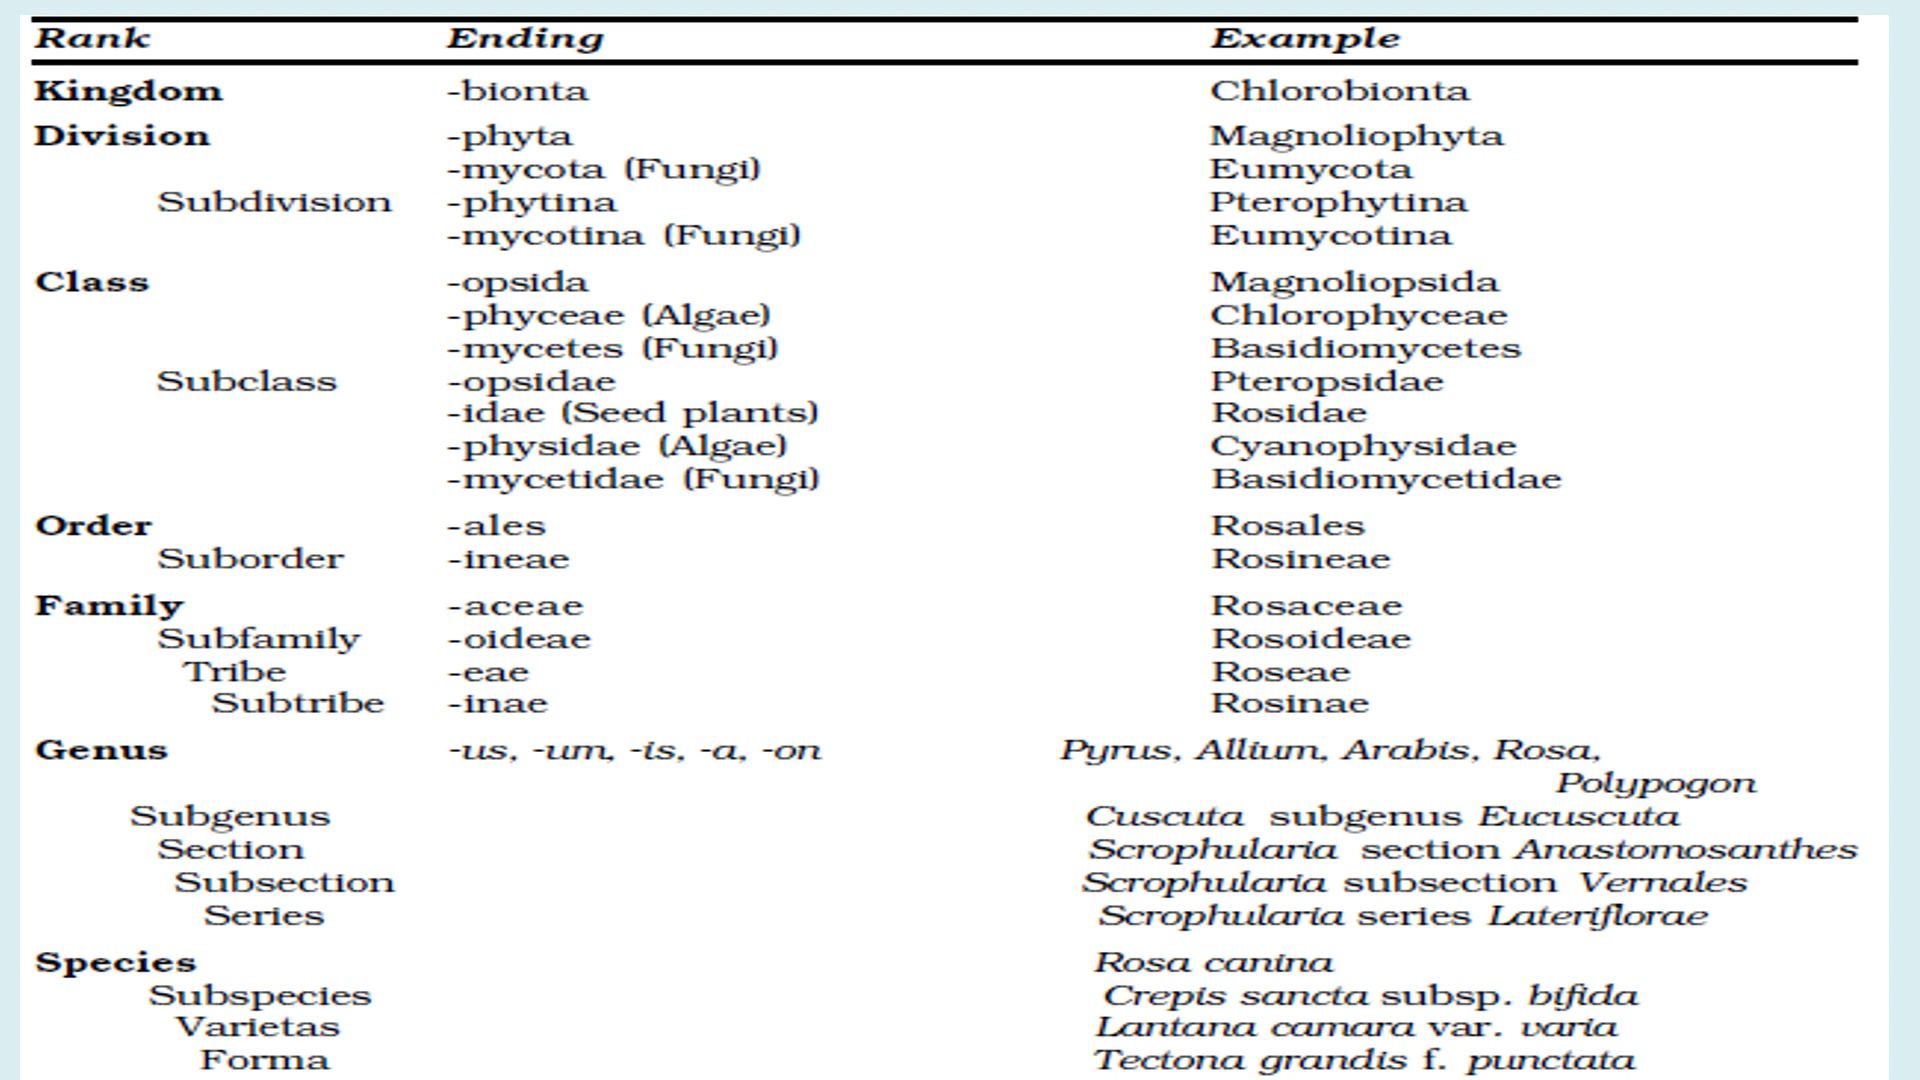 Rank Ending Example
Kingdom -bionta Chlorobionta
Division -phyta Magnoliophyta
-mycota (Fungi) Eumycota
Subdivision -phytina Pterophytina
-mycotina (Fungi) Eumycotina
Class -opsida Magnoliopsida
-phyceae (Algae) Chlorophyceae
-mycetes (Fungi) Basidiomycetes
Subclass -opsidae Pteropsidae
-idae (Seed plants) Rosidae
-physidae (Algae) Cyanophysidae
-mycetidae (Fungi) Basidiomycetidae
Order -ales Rosales
Suborder -ineae Rosineae
Family -aceae Rosaceae
Subfamily -oideae Rosoideae
Tribe -eae Roseae
Subtribe -inae Rosinae
Genus -us, -um, -is, -a, -on Pyrus, Allium, Arabis, Rosa,
Polypogon
Subgenus Cuscuta subgenus Eucuscuta
Section Scrophularia section Anastomosanthes
Subsection Scrophularia subsection Vernales
Series Scrophularia series Lateriflorae
Species Rosa canina
Subspecies Crepis sancta subsp. bifida
Varietas Lantana camara var. varia
Forma Tectona grandis f. punctata